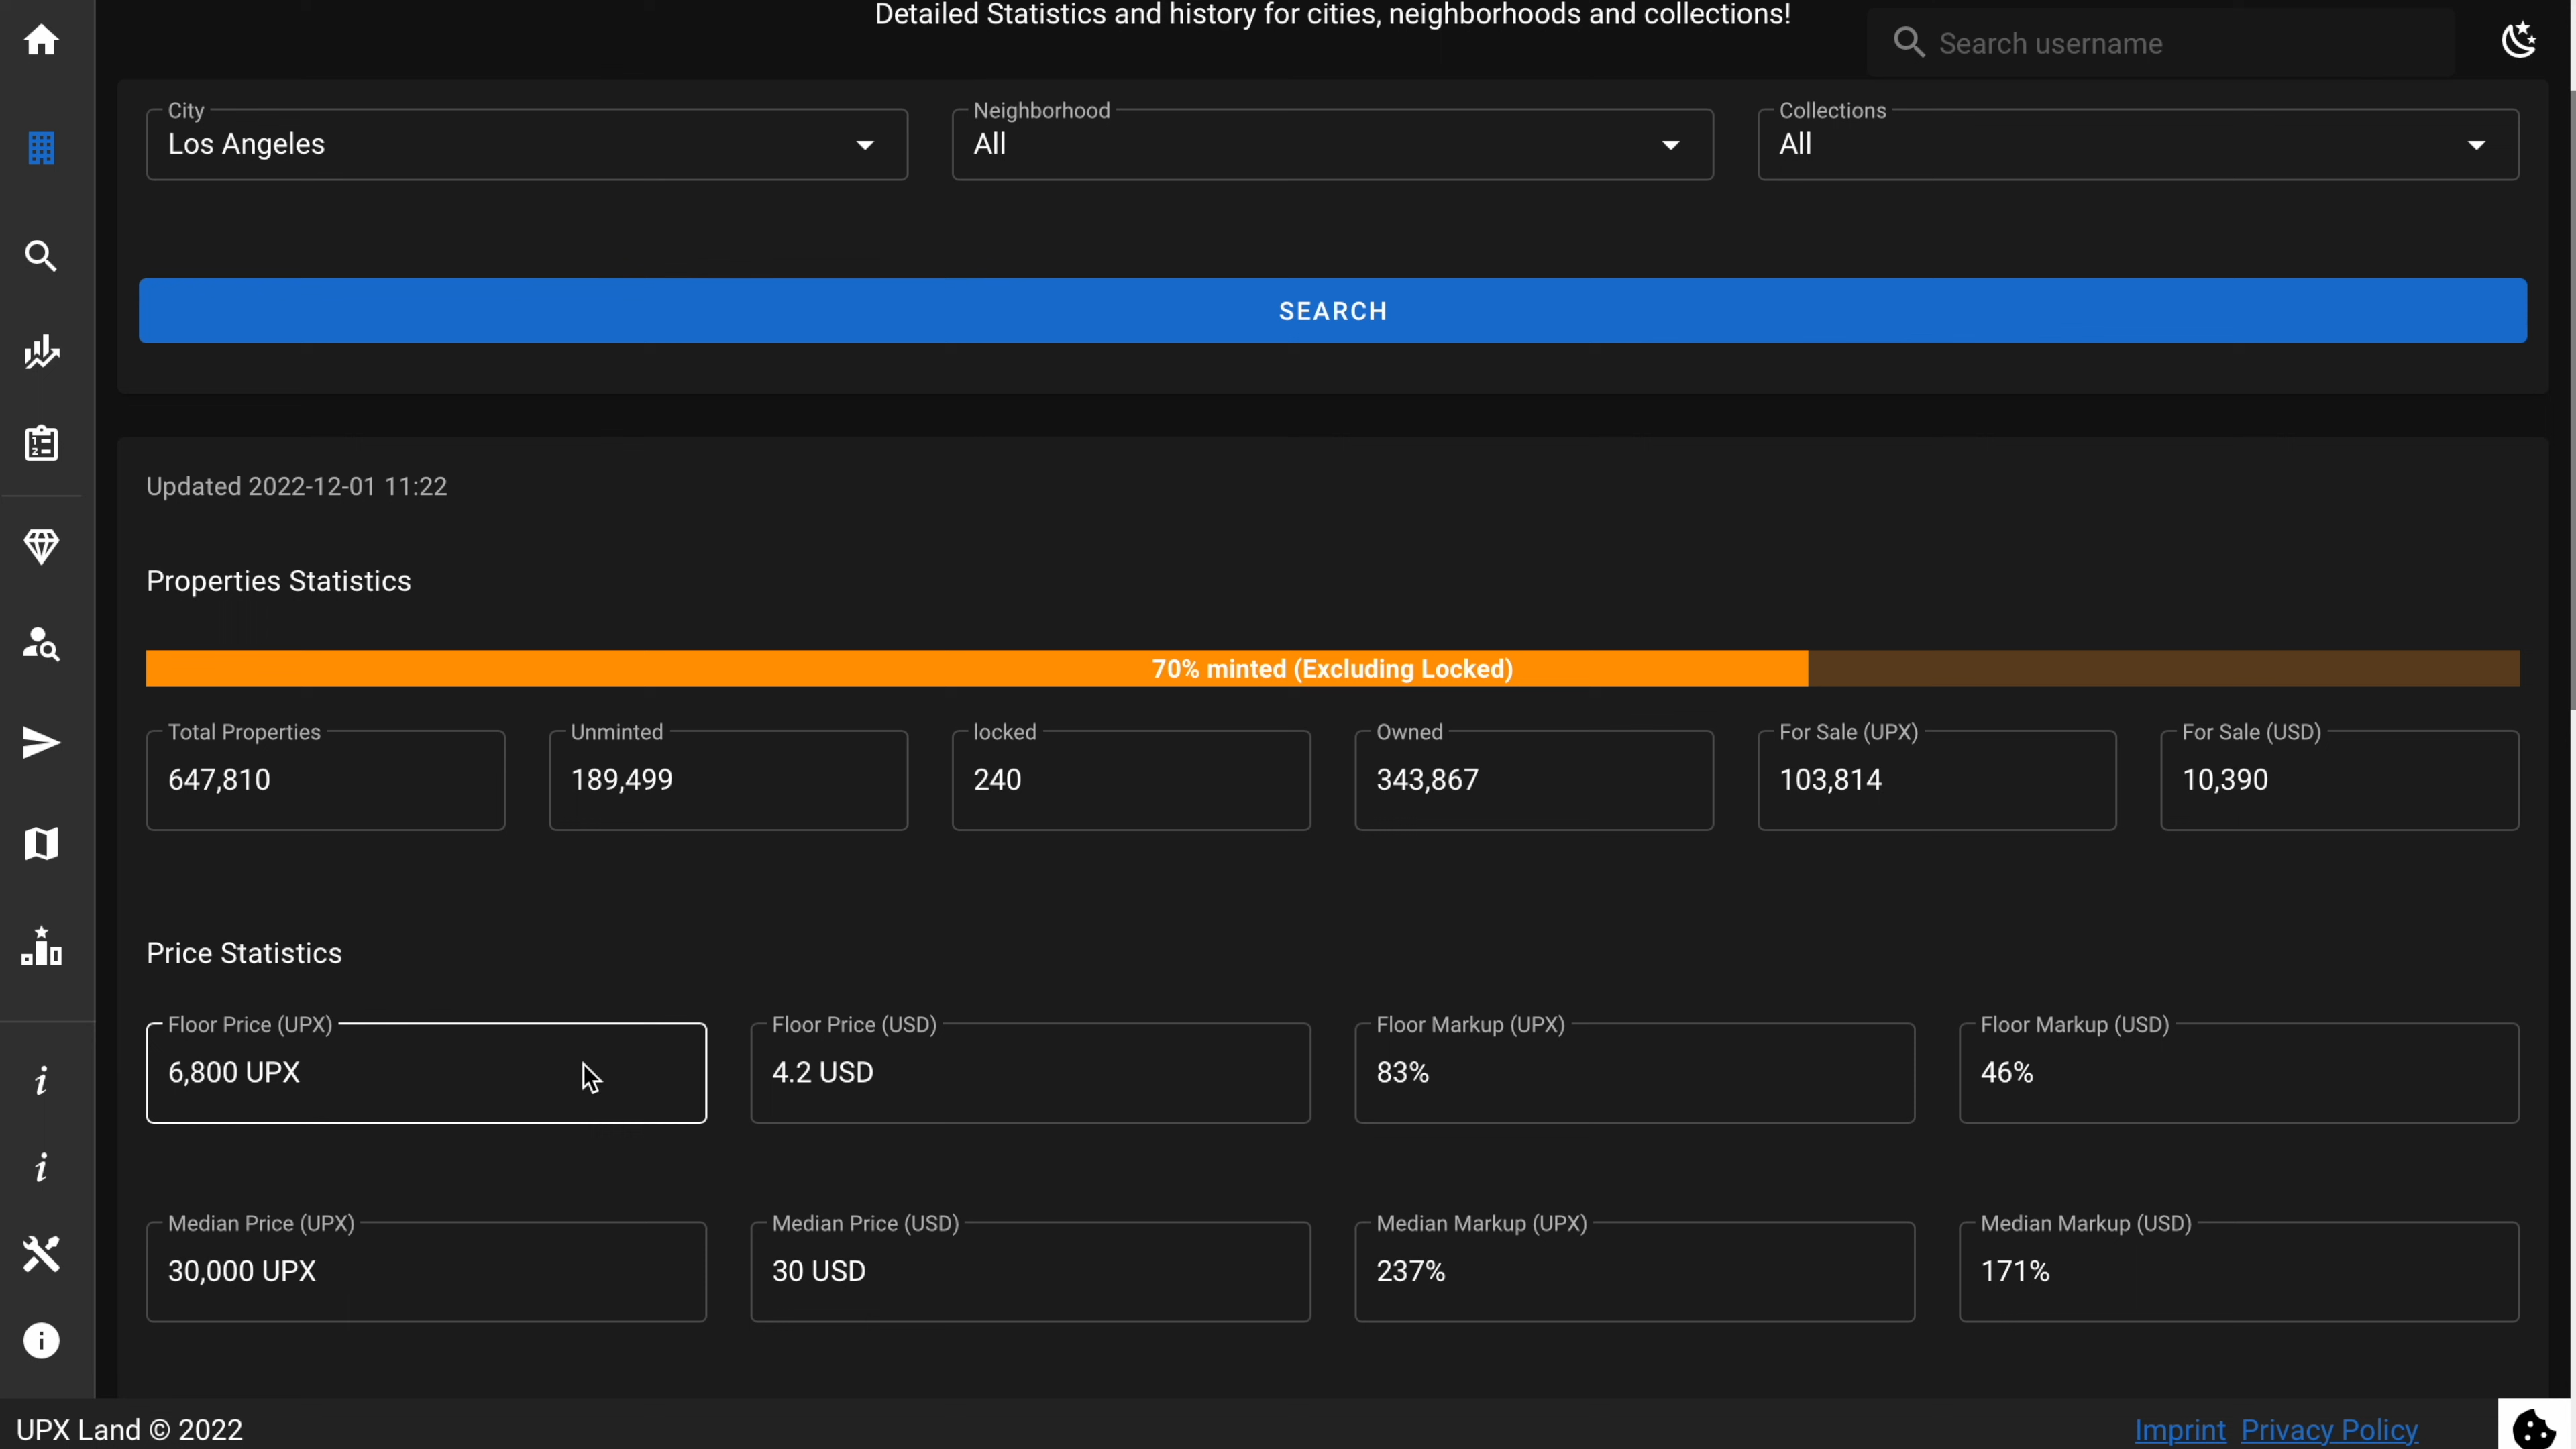 Detailed Statistics and history for cities, neighborhoods and collections!
Search username
City
Los Angeles
Neighborhood
All
Collections
All
SEARCH
Updated 2022-12-01 11:22
Properties Statistics
70% minted (Excluding Locked)
Total Properties
647,810
Unminted
189,499
locked
240
Owned
343,867
For Sale (UPX)
103,814
For Sale (USD)
10,390
Price Statistics
Floor Price (UPX)
6,800 UPX
Floor Price (USD)
4.2 USD
Floor Markup (UPX)
83%
Floor Markup (USD)
46%
Median Price (UPX)
30,000 UPX
Median Price (USD)
30 USD
Median Markup (UPX)
237%
Median Markup (USD)
171%
UPX Land © 2022
Imprint Privacy Policy